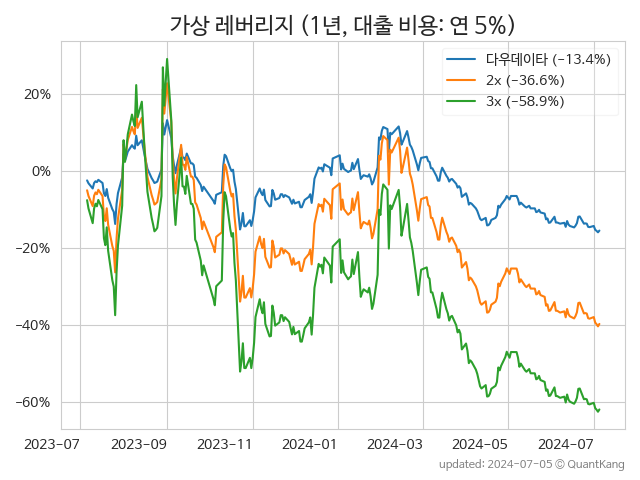 가상 레버리지 (1년, 대출 비용: 연 5%)
다우데이타 (−13.4%)
2x (−36.6%)
3x (−58.9%)
20%
0%
−20%
−40%
−60%
2023-07 2023-09 2023-11 2024-01 2024-03 2024-05 2024-07
updated: 2024-07-05 © QuantKang